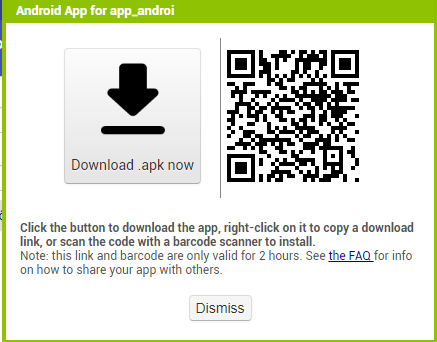 Android App for app_androi
Download .apk now
Click the button to download the app, right-click on it to copy a download
link, or scan the code with a barcode scanner to install.
Note: this link and barcode are only valid for 2 hours. See the FAQ for info
on how to share your app with others.
Dismiss